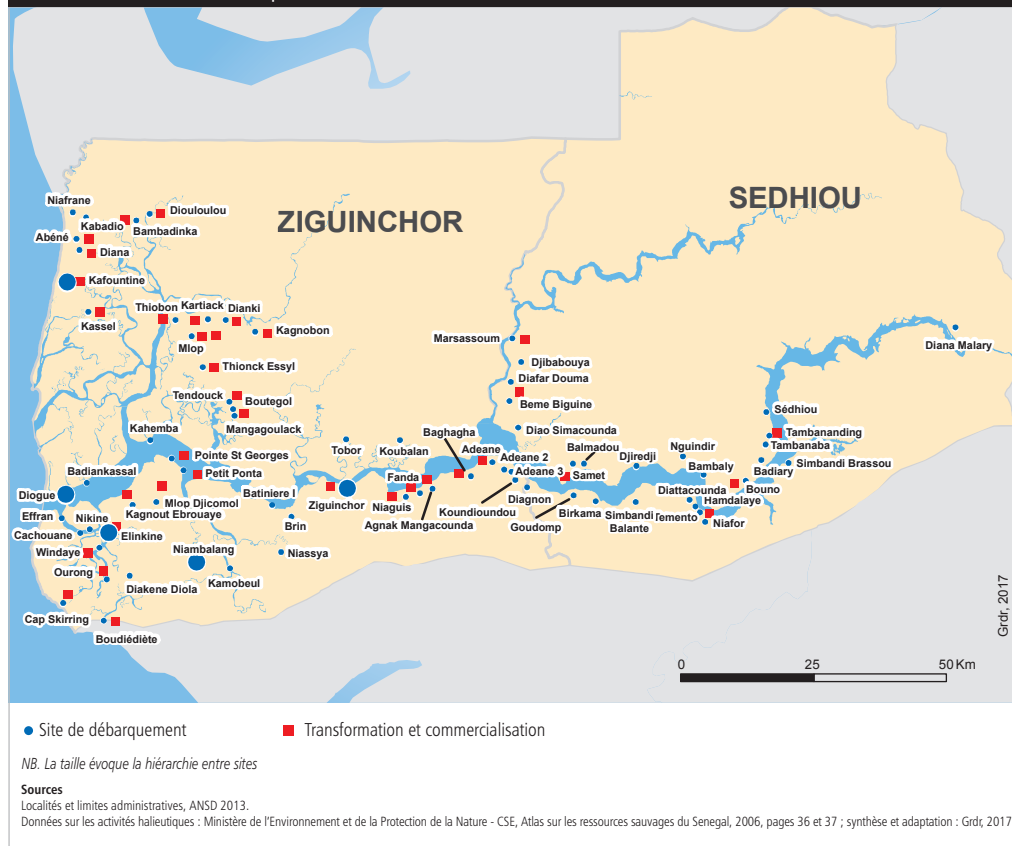 ZIGUINCHOR
SEDHIOU
Niafrane
Kabadio
Diouloulou
Bambadinka
Abéné
Diana
Kafountine
Kassel
Thiobon
Kartiack
Dianki
Kagnobon
Mlop
Thionck Essyl
Tendouck
Boutegol
Mangagoulack
Kahemba
Pointe St Georges
Petit Ponta
Badiankassal
Diogue
Mlop Djicomol
Kagnout Ebrouaye
Effran
Nikine
Cachouane
Elinkine
Windaye
Niambalang
Ourong
Diakene Diola
Kamobeul
Cap Skirring
Boudiédiète
Batiniere I
Brin
Niassya
Tobor
Koubalan
Ziguinchor
Fanda
Niaguis
Agnak Mangacounda
Baghagha
Adeane
Adeane 2
Adeane 3
Koundioundou
Diagnon
Goudomp
Marsassoum
Djibabouya
Diafar Douma
Beme Biguine
Diao Simacounda
Balmadou
Samet
Djiredji
Birkama
Simbandi
Balante
Nguindir
Bambaly
Diattacounda
Hamdalaye
Temento
Niafor
Bouno
Badiary
Simbandi Brassou
Sédhiou
Tambananding
Tambanaba
Diana Malary
Grdr, 2017
0 25 50 Km
Site de débarquement
Transformation et commercialisation
NB. La taille évoque la hiérarchie entre sites
Sources
Localités et limites administratives, ANSD 2013.
Données sur les activités halieutiques : Ministère de l'Environnement et de la Protection de la Nature - CSE, Atlas sur les ressources sauvages du Senegal, 2006, pages 36 et 37 ; synthèse et adaptation : Grdr, 2017